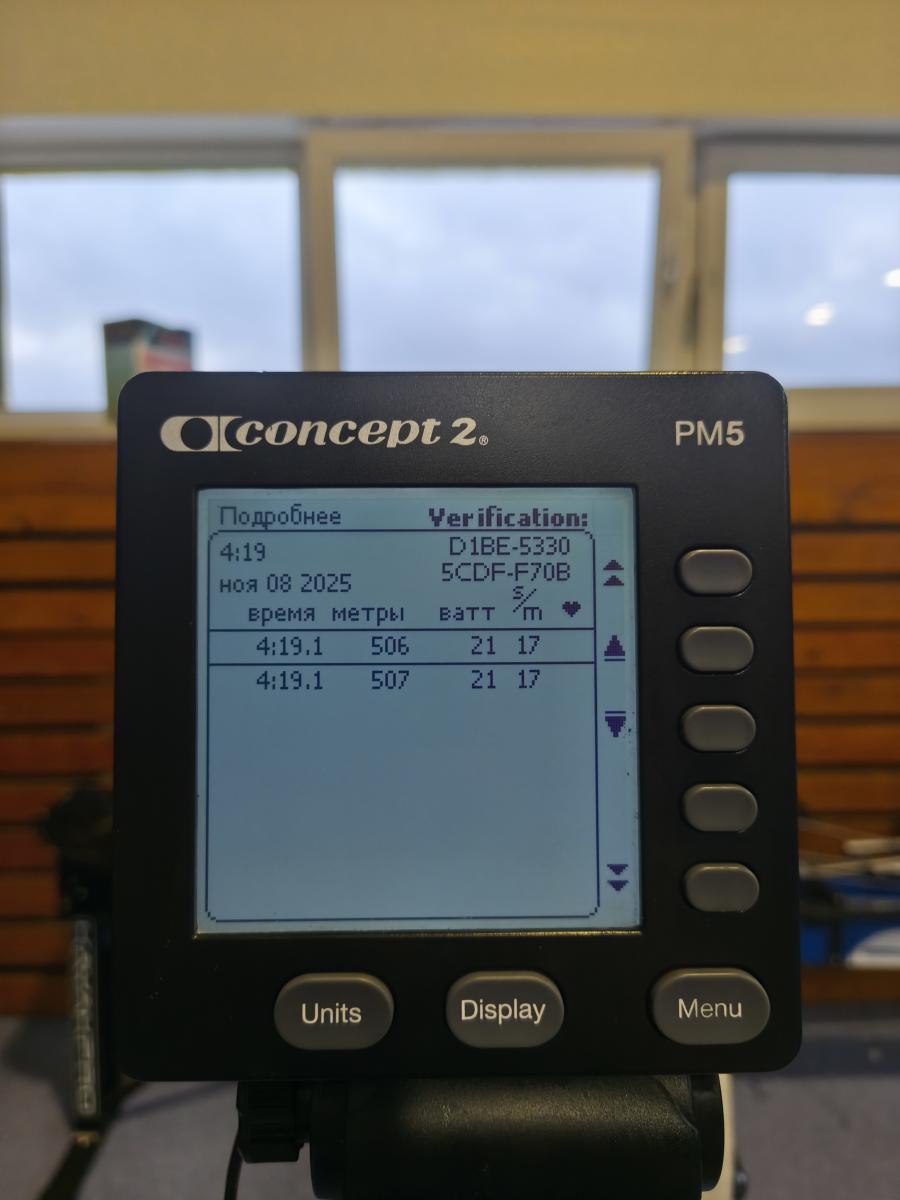 concept 2®
PM5
Подробнее Verification:
4:19 D1BE-5330
ноя 08 2025 5CDF-F70B
время метры ватт s/m ♥
4:19.1 506 21 17
4:19.1 507 21 17
Units Display Menu